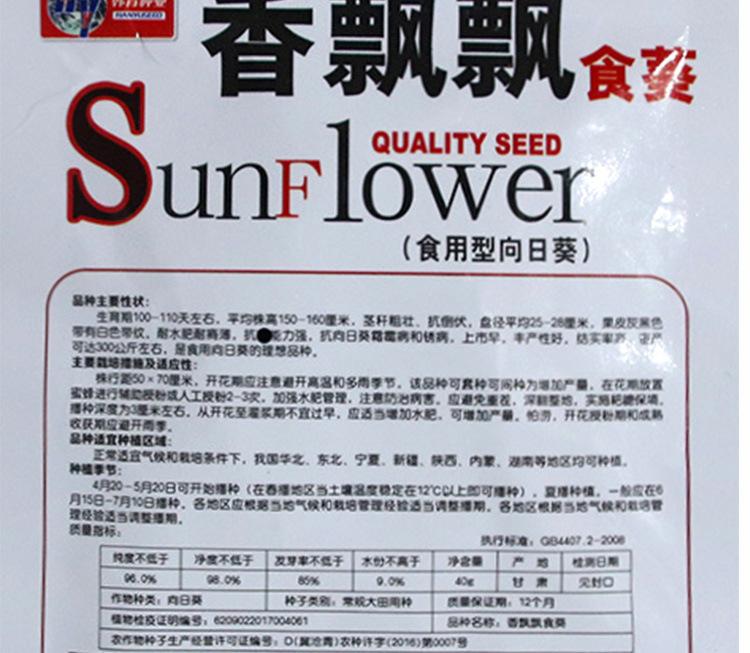 香飘飘食葵
QUALITY SEED
SunFlower
(食用型向日葵)
品种主要性状:
生育期100-110天左右，平均株高150-160厘米，茎秆粗壮、抗倒伏，盘径平均25-28厘米，果皮灰黑色
带有白色带纹，耐水肥耐瘠薄，抗 能力强，抗向日葵霜霉病和锈病，上市早，丰产性好，结实率高，亩产
可达300公斤左右，是食用向日葵的理想品种。
主要栽培措施及适应性:
株行距50×70厘米，开花期应注意避开高温和多雨季节，该品种可套种可间种为增加产量，在花期放置
蜜蜂进行辅助授粉或人工授粉2-3次，加强水肥管理，注意防治病害，应避免重茬，深翻整地，实施耙耱保墒，
播种深度为3厘米左右，从开花至灌浆期不宜过旱，应适当增加水肥，可增加产量，怕涝，开花授粉期和成熟
收获期应避开雨季。
品种适宜种植区域:
正常适宜气候和栽培条件下，我国华北、东北、宁夏、新疆、陕西、内蒙、湖南等地区均可种植。
种植季节:
4月20-5月20日可开始播种（在春播地区当土壤温度稳定在12℃以上即可播种），夏播种植，一般应在6
月15日-7月10日播种。各地区应根据当地气候和栽培管理经验适当调整播期。各地区根据当地气候和栽培管
理经验适当调整播期。
质量指标:
执行标准: GB4407.2-2008
纯度不低于 净度不低于 发芽率不低于 水份不高于 净含量 产 地 检测日期
96.0% 98.0% 85% 9.0% 40g 甘 肃 见封口
作物种类: 向日葵 种子类别: 常规大田用种 质量保证期: 12个月
植物检疫证明编号: 6209022017004061 品种名称: 香飘飘食葵
农作物种子生产经营许可证编号: D(冀沧青)农种许字(2016)第0007号